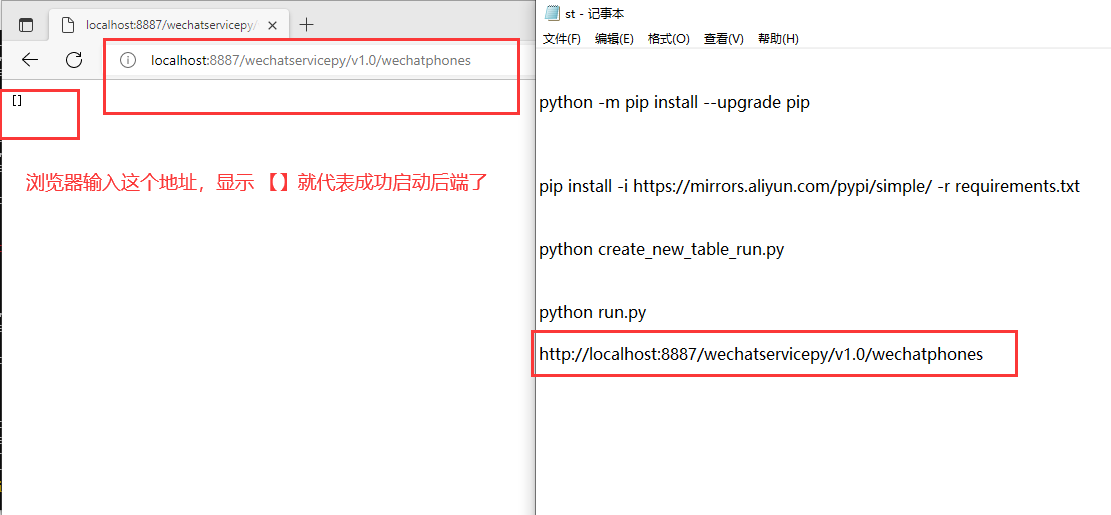 localhost:8887/wechatservicepy/
localhost:8887/wechatservicepy/v1.0/wechatphones
[]
浏览器输入这个地址，显示 【】就代表成功启动后端了
st - 记事本
文件(F) 编辑(E) 格式(O) 查看(V) 帮助(H)
python -m pip install --upgrade pip
pip install -i https://mirrors.aliyun.com/pypi/simple/ -r requirements.txt
python create_new_table_run.py
python run.py
http://localhost:8887/wechatservicepy/v1.0/wechatphones